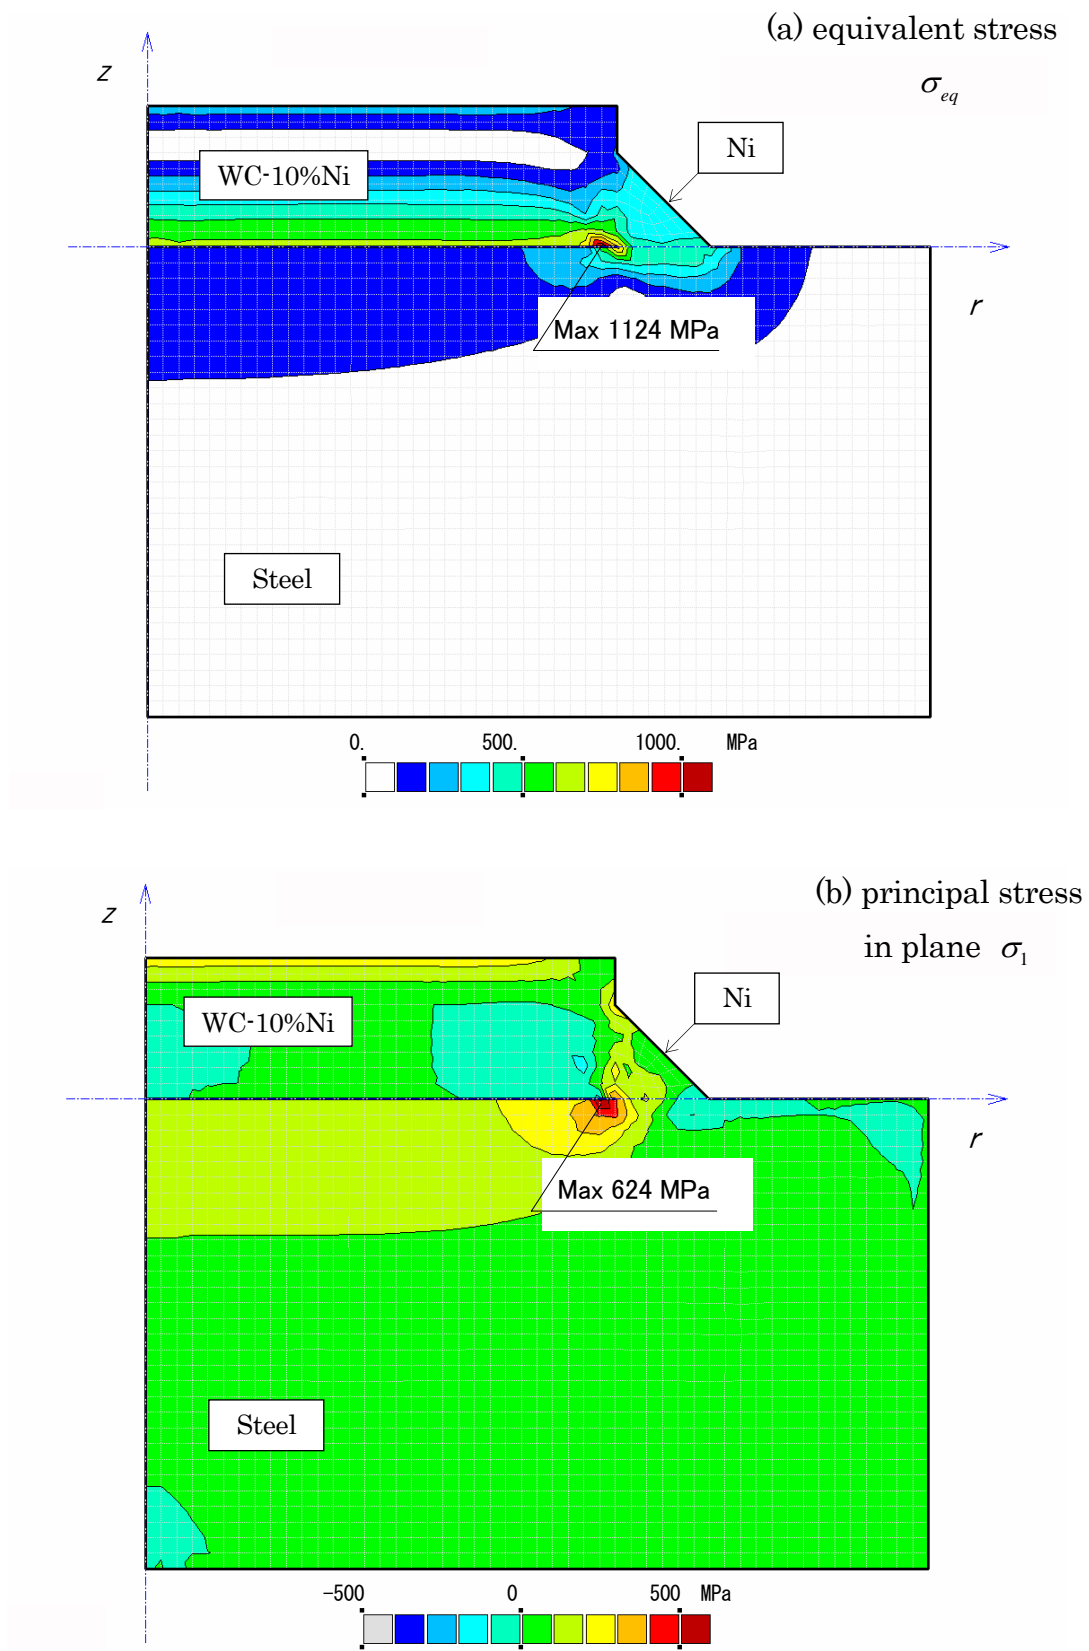 (a) equivalent stress
σeq
z
Ni
WC-10%Ni
r
Max 1124 MPa
Steel
0. 500. 1000. MPa
(b) principal stress
in plane σ1
z
Ni
WC-10%Ni
r
Max 624 MPa
Steel
-500 0 500 MPa